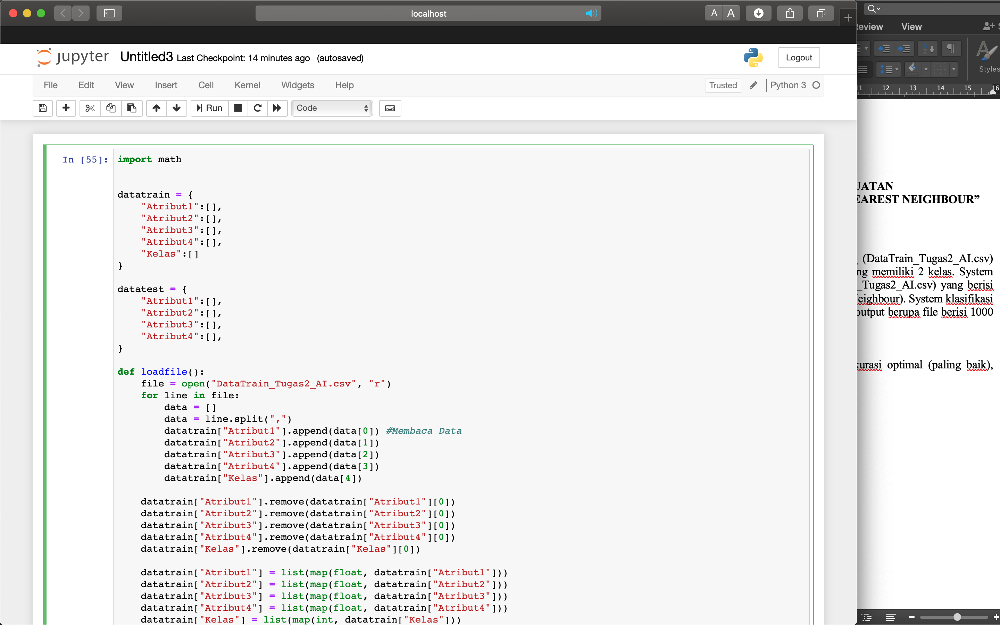 localhost
A A
jupyter Untitled3 Last Checkpoint: 14 minutes ago (autosaved)
Logout
File Edit View Insert Cell Kernel Widgets Help
Trusted Python 3
Run Code
In [55]:
import math
datatrain = {
    "Atribut1":[],
    "Atribut2":[],
    "Atribut3":[],
    "Atribut4":[],
    "Kelas":[]
}
datatest = {
    "Atribut1":[],
    "Atribut2":[],
    "Atribut3":[],
    "Atribut4":[],
}
def loadfile():
    file = open("DataTrain_Tugas2_AI.csv", "r")
    for line in file:
        data = []
        data = line.split(",")
        datatrain["Atribut1"].append(data[0]) #Membaca Data
        datatrain["Atribut2"].append(data[1])
        datatrain["Atribut3"].append(data[2])
        datatrain["Atribut4"].append(data[3])
        datatrain["Kelas"].append(data[4])
    datatrain["Atribut1"].remove(datatrain["Atribut1"][0])
    datatrain["Atribut2"].remove(datatrain["Atribut2"][0])
    datatrain["Atribut3"].remove(datatrain["Atribut3"][0])
    datatrain["Atribut4"].remove(datatrain["Atribut4"][0])
    datatrain["Kelas"].remove(datatrain["Kelas"][0])
    datatrain["Atribut1"] = list(map(float, datatrain["Atribut1"]))
    datatrain["Atribut2"] = list(map(float, datatrain["Atribut2"]))
    datatrain["Atribut3"] = list(map(float, datatrain["Atribut3"]))
    datatrain["Atribut4"] = list(map(float, datatrain["Atribut4"]))
    datatrain["Kelas"] = list(map(int, datatrain["Kelas"]))
eview View
Styles
11 12 13 14 15 16
UATAN
EAREST NEIGHBOUR”
(DataTrain_Tugas2_AI.csv)
ng memiliki 2 kelas. System
_Tugas2_AI.csv) yang berisi
eighbour). System klasifikasi
output berupa file berisi 1000
kurasi optimal (paling baik),